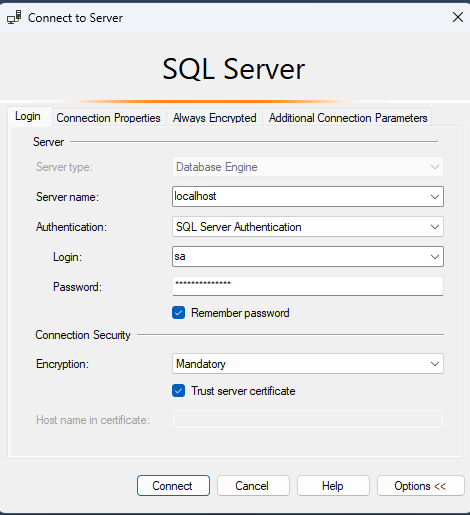 Connect to Server
SQL Server
Login Connection Properties Always Encrypted Additional Connection Parameters
Server
Server type: Database Engine
Server name: localhost
Authentication: SQL Server Authentication
Login: sa
Password: **************
Remember password
Connection Security
Encryption: Mandatory
Trust server certificate
Host name in certificate:
Connect Cancel Help Options <<